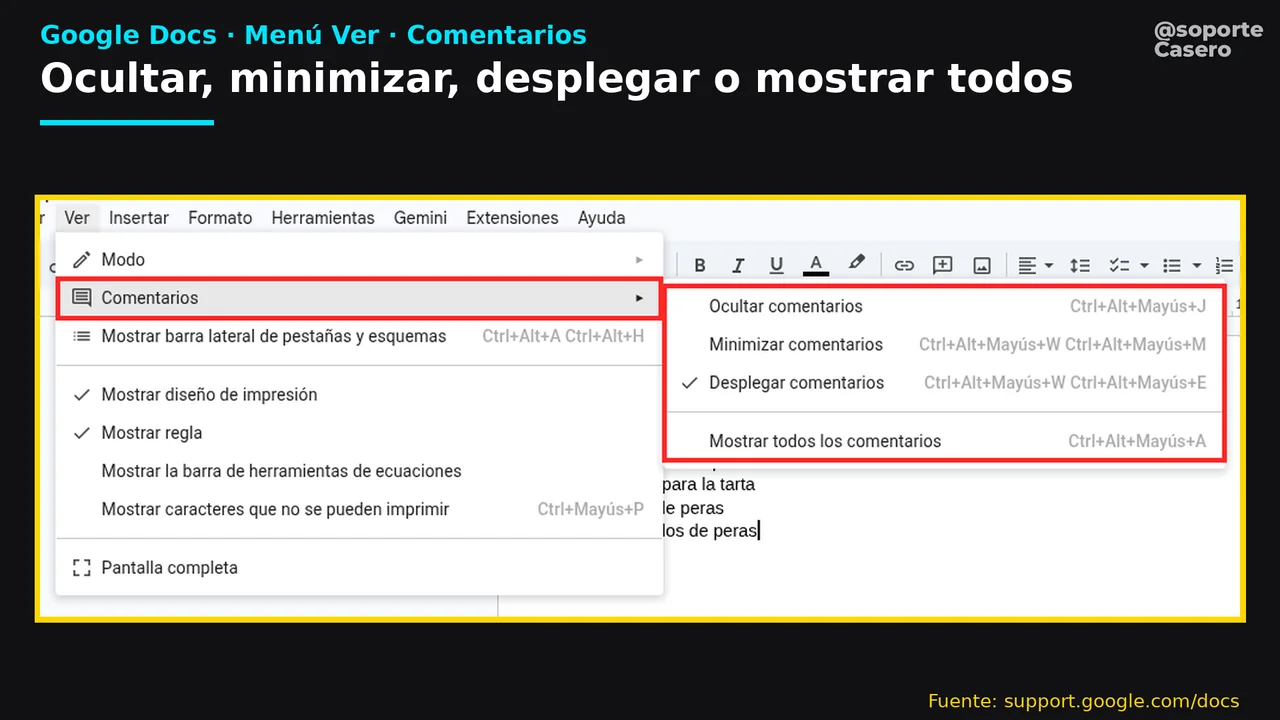 Google Docs · Menú Ver · Comentarios
Ocultar, minimizar, desplegar o mostrar todos
@soporte
Casero
Ver Insertar Formato Herramientas Gemini Extensiones Ayuda
Modo
B I U A
Comentarios
Mostrar barra lateral de pestañas y esquemas Ctrl+Alt+A Ctrl+Alt+H
Mostrar diseño de impresión
Mostrar regla
Mostrar la barra de herramientas de ecuaciones
Mostrar caracteres que no se pueden imprimir Ctrl+Mayús+P
Pantalla completa
Ocultar comentarios Ctrl+Alt+Mayús+J
Minimizar comentarios Ctrl+Alt+Mayús+W Ctrl+Alt+Mayús+M
Desplegar comentarios Ctrl+Alt+Mayús+W Ctrl+Alt+Mayús+E
Mostrar todos los comentarios Ctrl+Alt+Mayús+A
para la tarta
de peras
los de peras
Fuente: support.google.com/docs